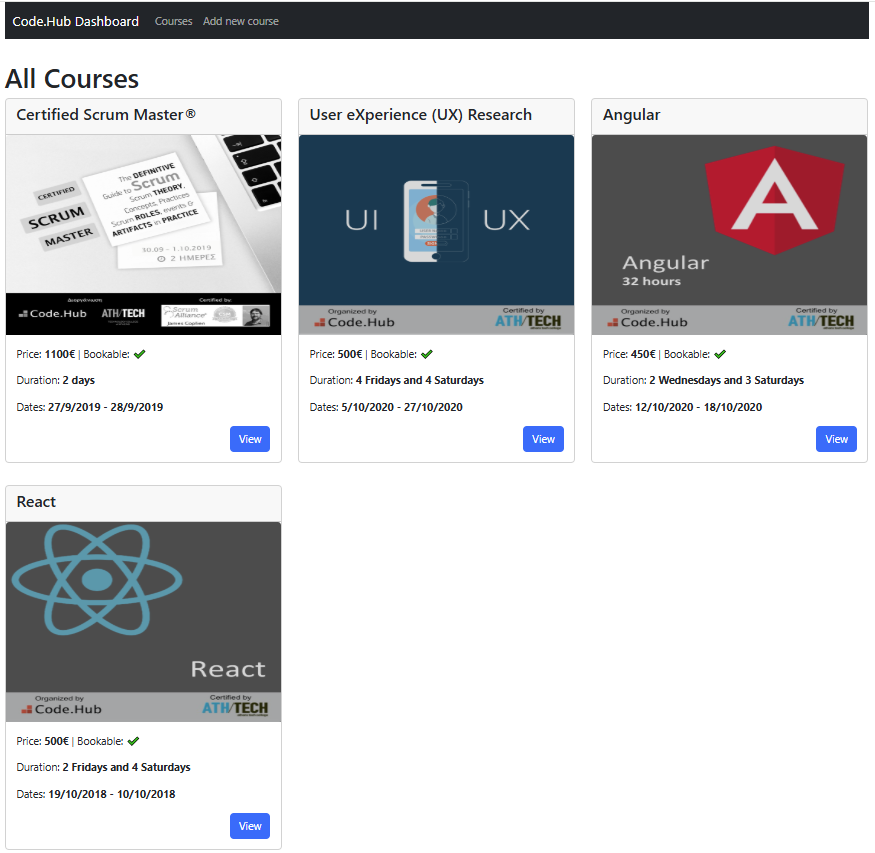 Code.Hub Dashboard Courses Add new course
All Courses
Certified Scrum Master®
CERTIFIED
SCRUM
MASTER
The DEFINITIVE
Guide to Scrum
Scrum THEORY,
Concepts, Practices
Scrum ROLES, events &
ARTIFACTS in PRACTICE
30.09 - 1.10.2019
2 ΗΜΕΡΕΣ
Διοργάνωση
Code.Hub
ATH/TECH
Certified by:
Scrum
Alliance®
James Coplien
Price: 1100€ | Bookable:
Duration: 2 days
Dates: 27/9/2019 - 28/9/2019
View
User eXperience (UX) Research
UI UX
Organized by
Code.Hub
Certified by
ATH/TECH
Price: 500€ | Bookable:
Duration: 4 Fridays and 4 Saturdays
Dates: 5/10/2020 - 27/10/2020
View
Angular
A
Angular
32 hours
Organized by
Code.Hub
Certified by
ATH/TECH
Price: 450€ | Bookable:
Duration: 2 Wednesdays and 3 Saturdays
Dates: 12/10/2020 - 18/10/2020
View
React
React
Organized by
Code.Hub
Certified by
ATH/TECH
Price: 500€ | Bookable:
Duration: 2 Fridays and 4 Saturdays
Dates: 19/10/2018 - 10/10/2018
View